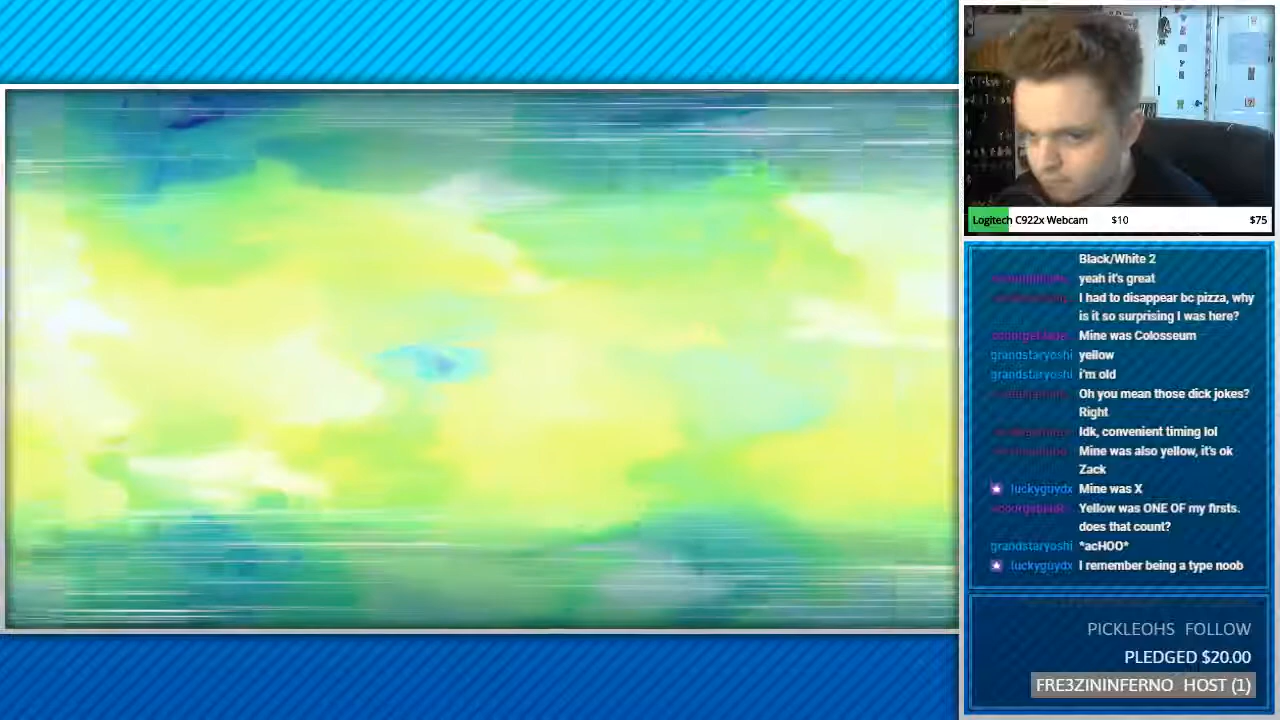 Logitech C922x Webcam $10 $75
Black/White 2
yeah it's great
I had to disappear bc pizza, why
is it so surprising I was here?
Mine was Colosseum
grandstaryoshi yellow
grandstaryoshi i'm old
Oh you mean those dick jokes?
Right
Idk, convenient timing lol
Mine was also yellow, it's ok
Zack
luckyguydx Mine was X
Yellow was ONE OF my firsts.
does that count?
grandstaryoshi *acHOO*
luckyguydx I remember being a type noob
PICKLEOHS FOLLOW
PLEDGED $20.00
FRE3ZININFERNO HOST (1)